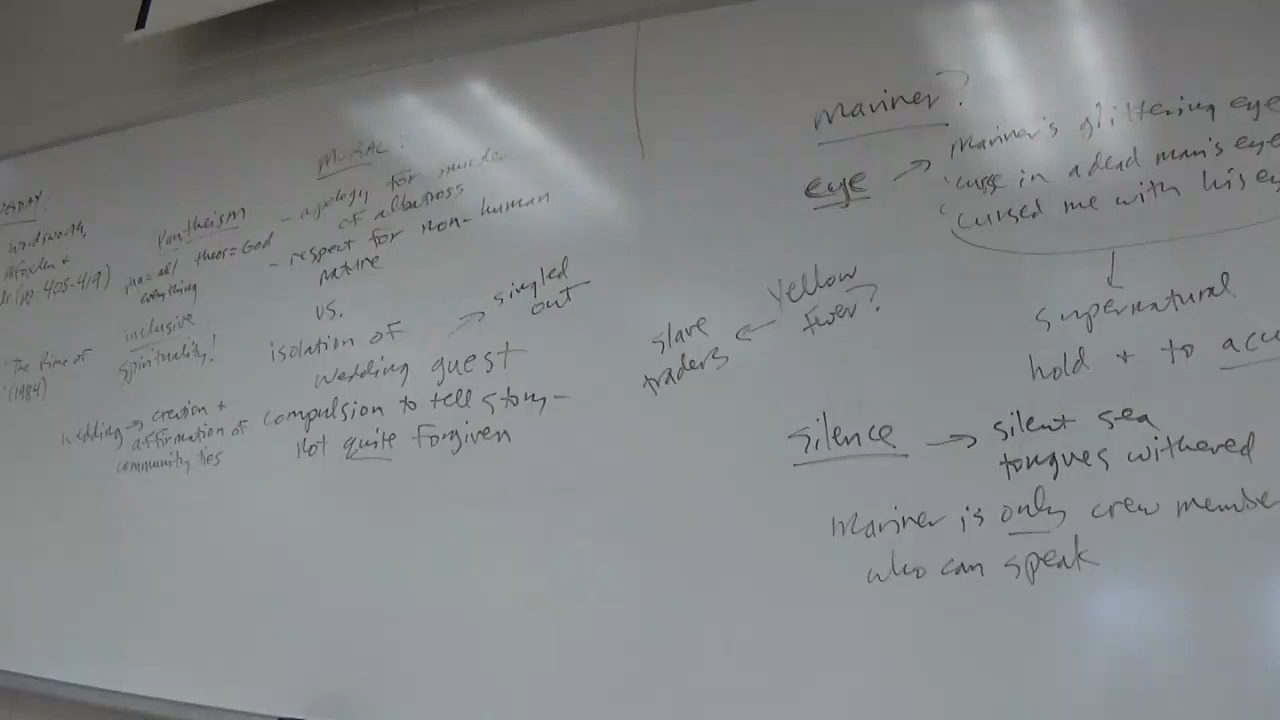 Wordsworth,
(pp. 405-419)
"The Rime of
(1984)
Pantheism
pan = all theos = God
everything
inclusive
spirituality!
wedding → creation +
affirmation of
community ties
MORAL:
- apology for murder
of albatross
- respect for non-human
nature
vs.
isolation of → singled
out
wedding guest
compulsion to tell story -
not quite forgiven
Yellow
fever?
← slave
traders
Mariner?
eye → Mariner's glittering eye
'curse in a dead man's eye
'cursed me with his
↓
supernatural
hold + to
silence → silent sea
tongues withered
Mariner is only crew
who can speak